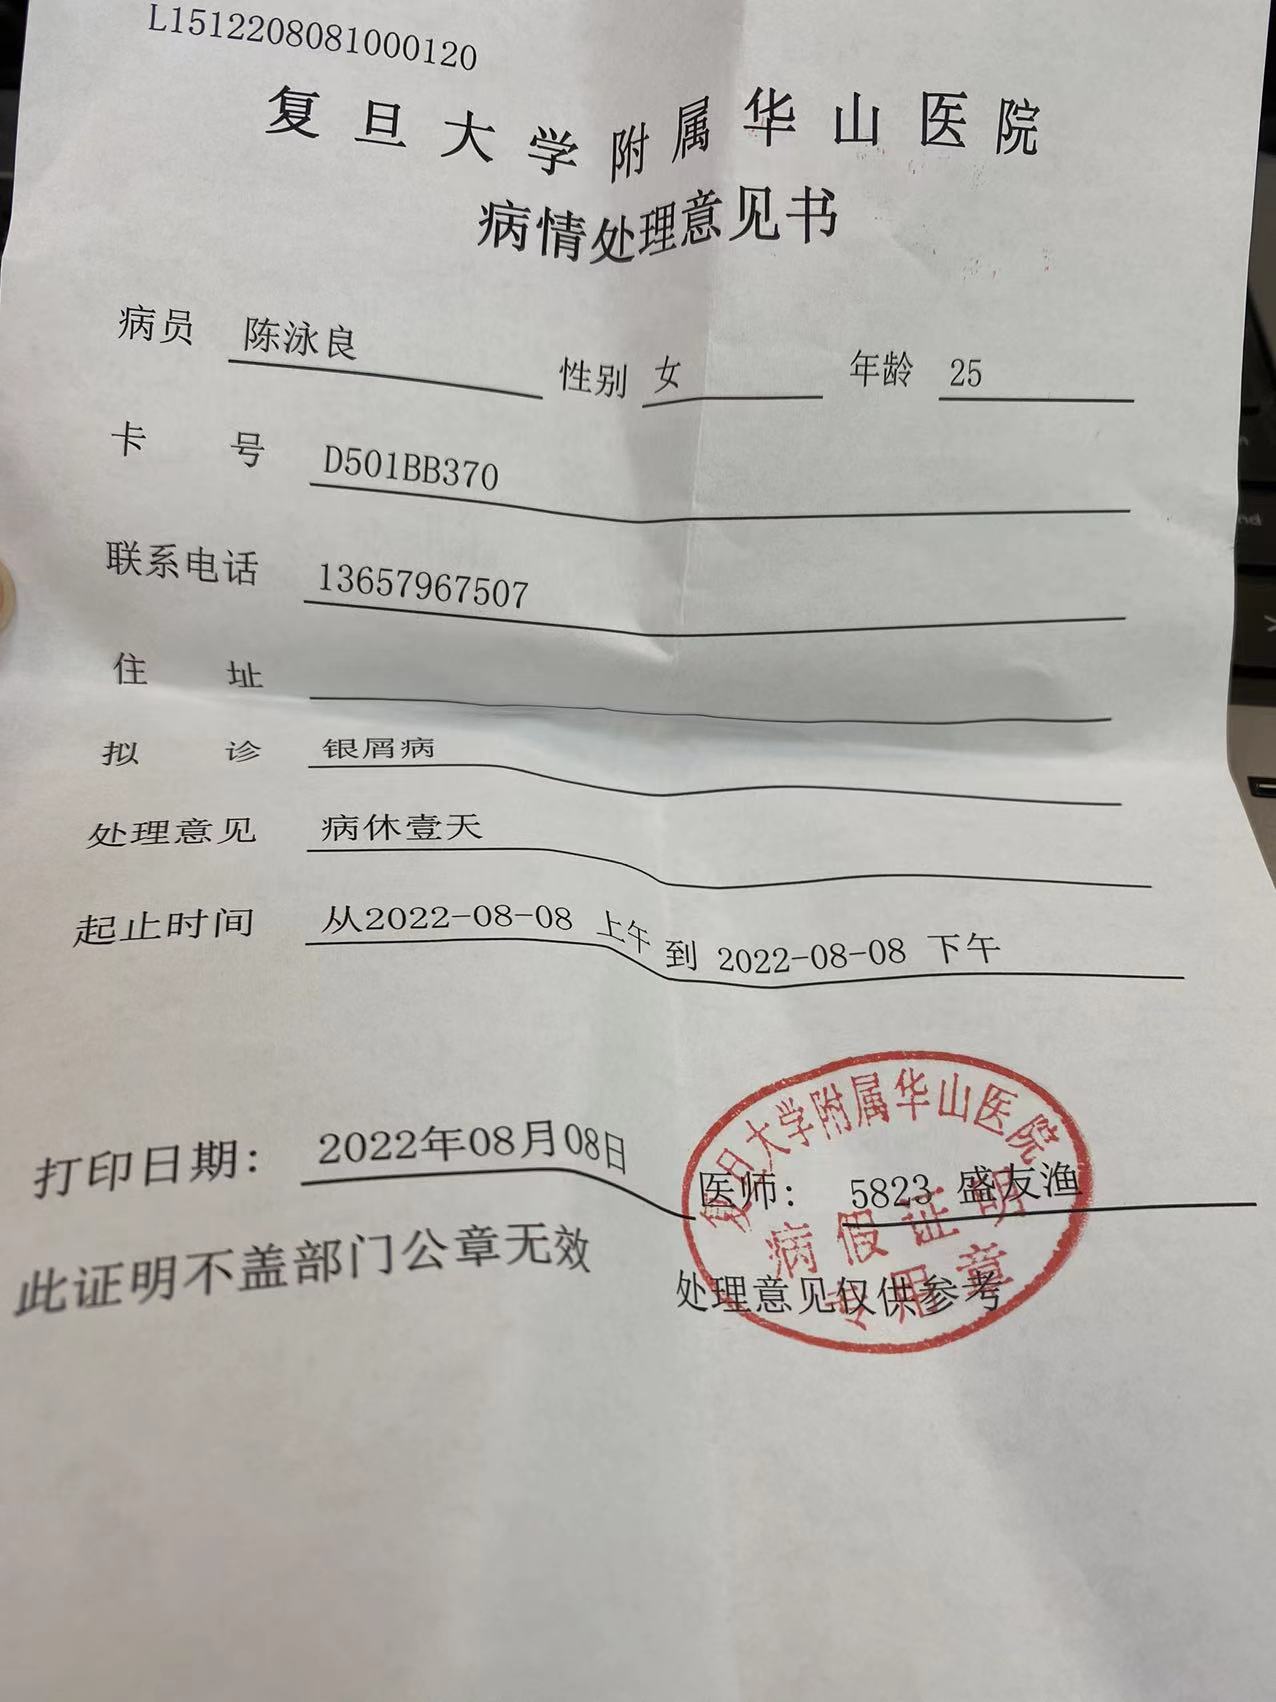 L1512208081000120
复旦大学附属华山医院
病情处理意见书
病员 陈泳良 性别 女 年龄 25
卡号 D501BB370
联系电话 13657967507
住址
拟诊 银屑病
处理意见 病休壹天
起止时间 从2022-08-08 上午 到 2022-08-08 下午
打印日期: 2022年08月08日 医师: 5823 盛友渔
此证明不盖部门公章无效 处理意见仅供参考
复旦大学附属华山医院
病假证明
专用章